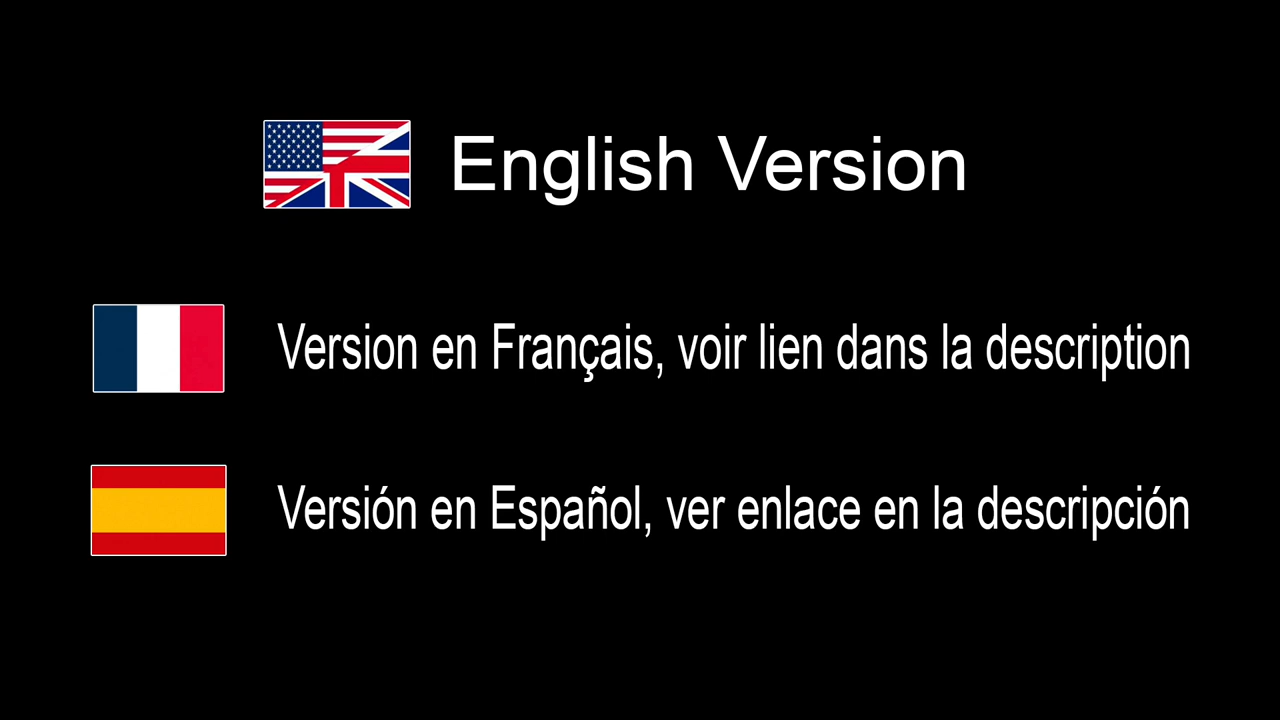 English Version
Version en Français, voir lien dans la description
Versión en Español, ver enlace en la descripción